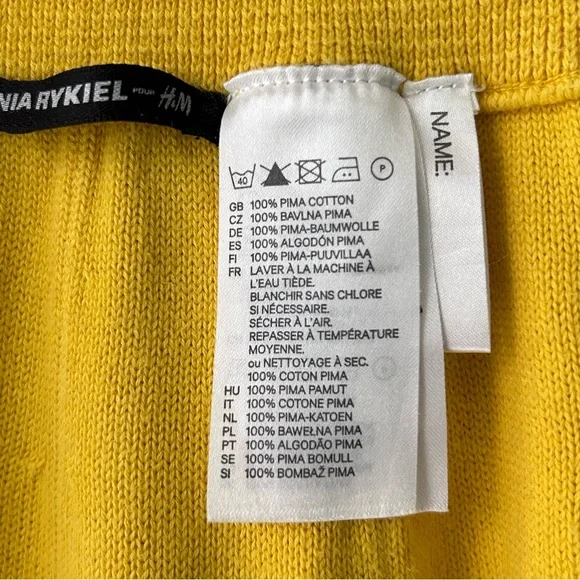 NIA RYKIEL POUR H&M
NAME:
40 P
GB 100% PIMA COTTON
CZ 100% BAVLNA PIMA
DE 100% PIMA-BAUMWOLLE
ES 100% ALGODÓN PIMA
FI 100% PIMA-PUUVILLAA
FR LAVER À LA MACHINE À
L'EAU TIÈDE.
BLANCHIR SANS CHLORE
SI NÉCESSAIRE.
SÉCHER À L'AIR.
REPASSER À TEMPÉRATURE
MOYENNE.
ou NETTOYAGE À SEC.
100% COTON PIMA
HU 100% PIMA PAMUT
IT 100% COTONE PIMA
NL 100% PIMA-KATOEN
PL 100% BAWEŁNA PIMA
PT 100% ALGODÃO PIMA
SE 100% PIMA BOMULL
SI 100% BOMBAŽ PIMA